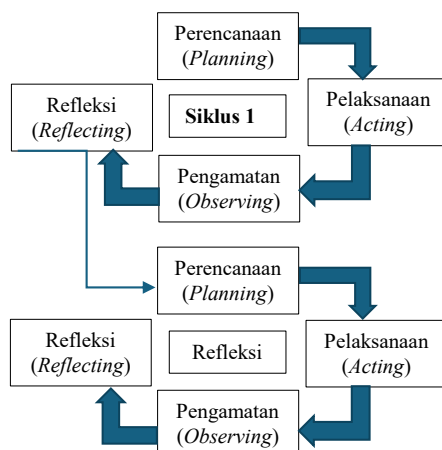 Perencanaan
(Planning)
Refleksi
(Reflecting)
Siklus 1
Pelaksanaan
(Acting)
Pengamatan
(Observing)
Perencanaan
(Planning)
Refleksi
(Reflecting)
Refleksi
Pelaksanaan
(Acting)
Pengamatan
(Observing)